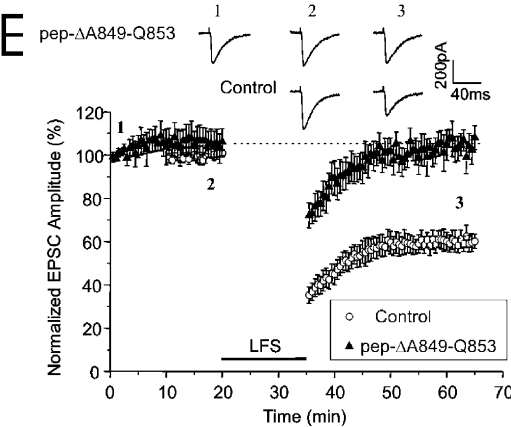 E
1 2 3
pep-ΔA849-Q853
Control
200pA
40ms
Normalized EPSC Amplitude (%)
120
100
80
60
40
20
0
1
2
3
LFS
Control
pep-ΔA849-Q853
0 10 20 30 40 50 60 70
Time (min)